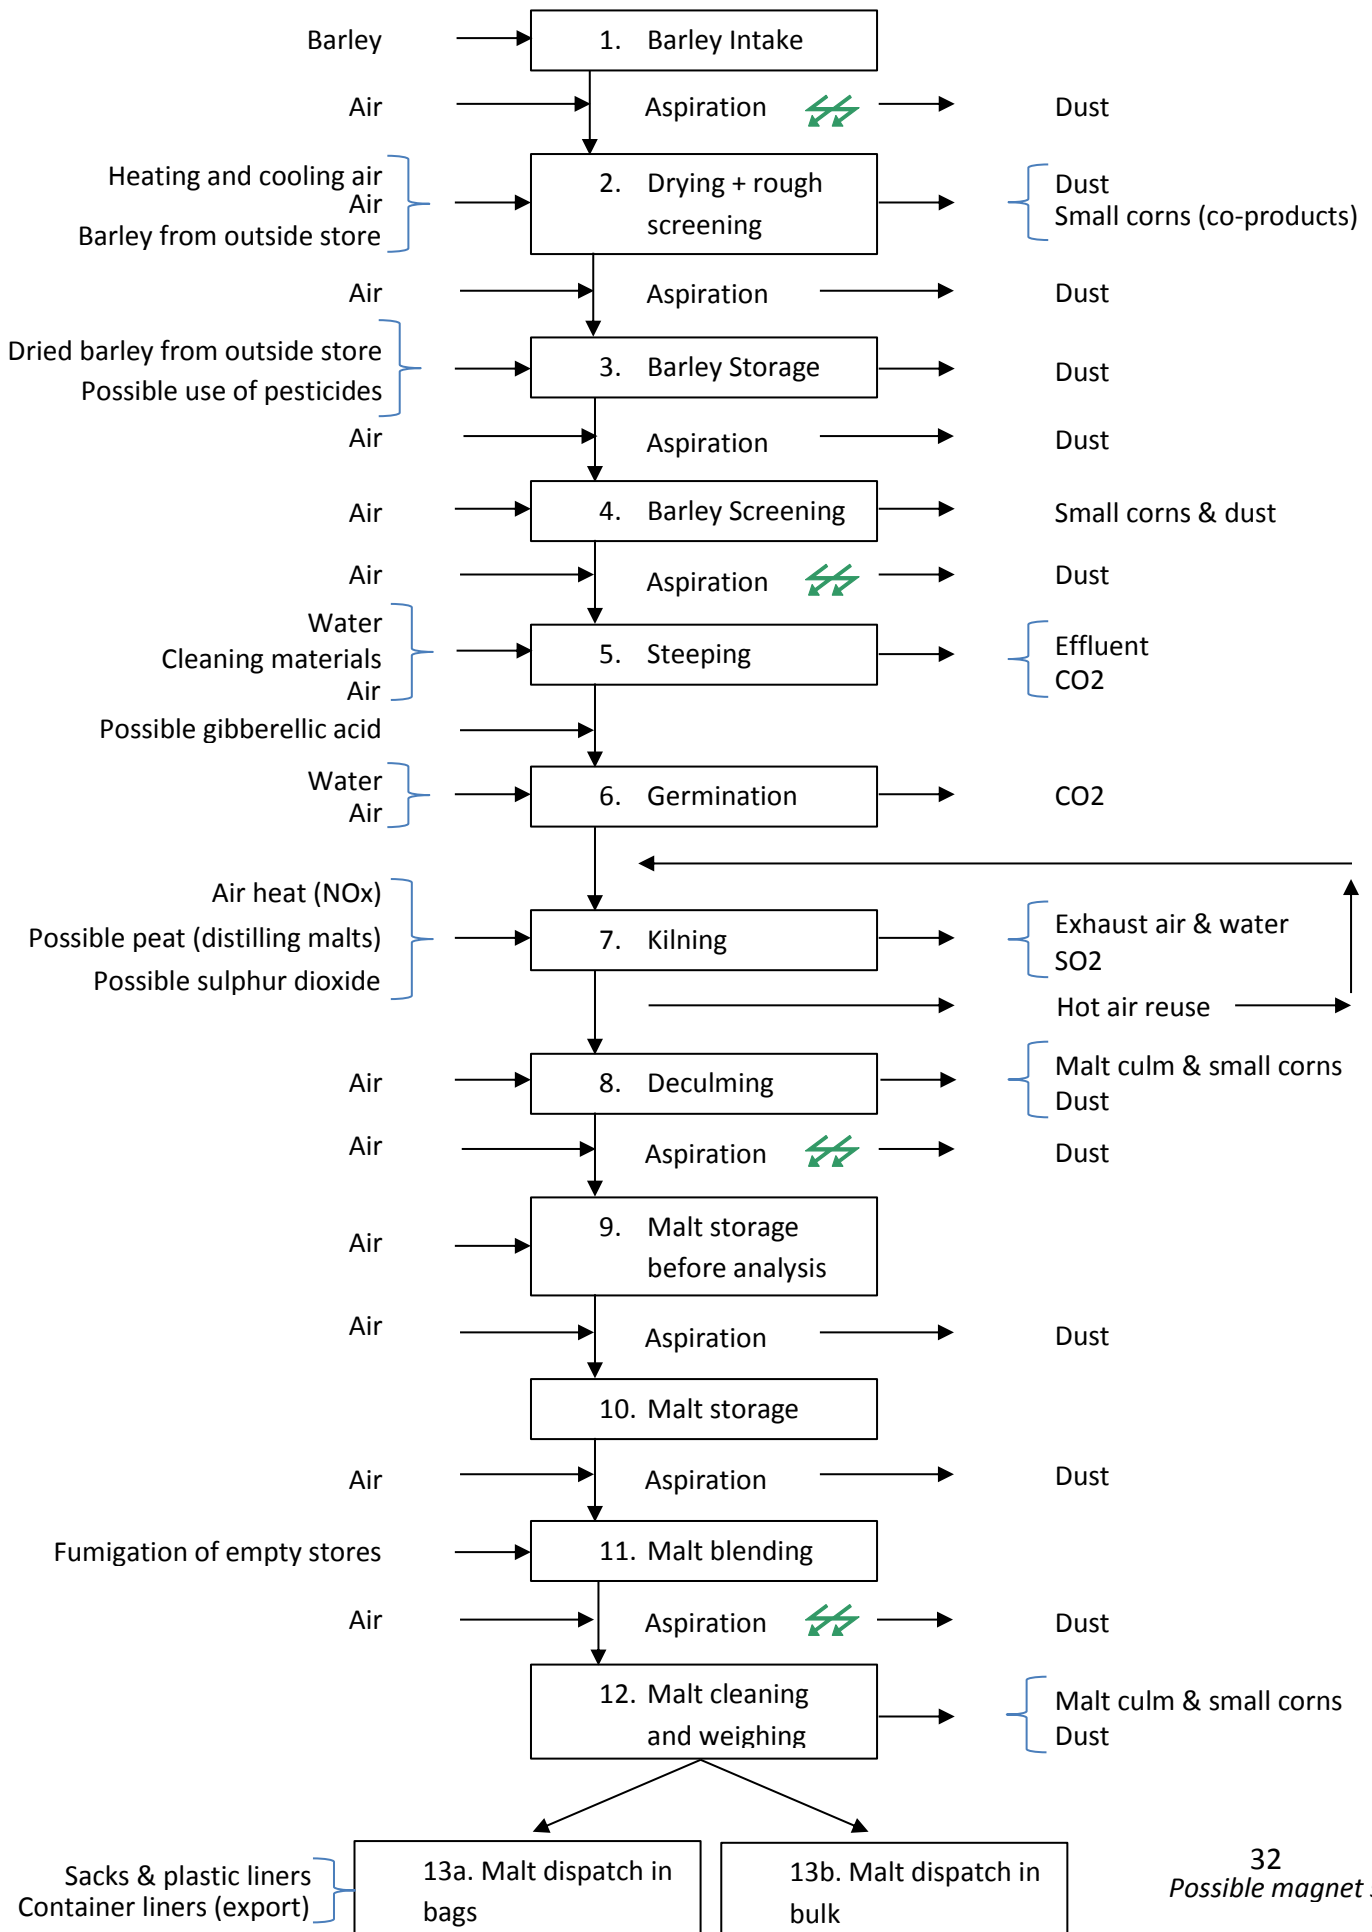 Barley
1. Barley Intake
Air
Aspiration
Dust
Heating and cooling air
Air
Barley from outside store
2. Drying + rough
screening
Dust
Small corns (co-products)
Air
Aspiration
Dust
Dried barley from outside store
Possible use of pesticides
3. Barley Storage
Dust
Air
Aspiration
Dust
Air
4. Barley Screening
Small corns & dust
Air
Aspiration
Dust
Water
Cleaning materials
Air
5. Steeping
Effluent
CO2
Possible gibberellic acid
Water
Air
6. Germination
CO2
Air heat (NOx)
Possible peat (distilling malts)
Possible sulphur dioxide
7. Kilning
Exhaust air & water
SO2
Hot air reuse
Air
8. Deculming
Malt culm & small corns
Dust
Air
Aspiration
Dust
Air
9. Malt storage
before analysis
Air
Aspiration
Dust
10. Malt storage
Air
Aspiration
Dust
Fumigation of empty stores
11. Malt blending
Air
Aspiration
Dust
12. Malt cleaning
and weighing
Malt culm & small corns
Dust
Sacks & plastic liners
Container liners (export)
13a. Malt dispatch in
bags
13b. Malt dispatch in
bulk
32
Possible magnet